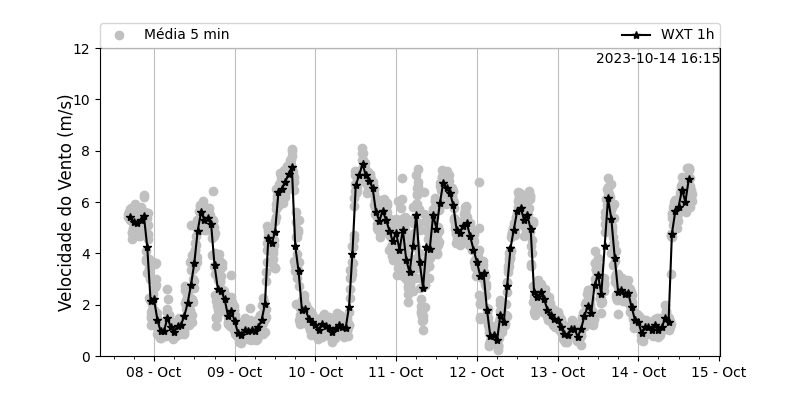 Média 5 min WXT 1h
2023-10-14 16:15
Velocidade do Vento (m/s)
12
10
8
6
4
2
0
08 - Oct 09 - Oct 10 - Oct 11 - Oct 12 - Oct 13 - Oct 14 - Oct 15 - Oct